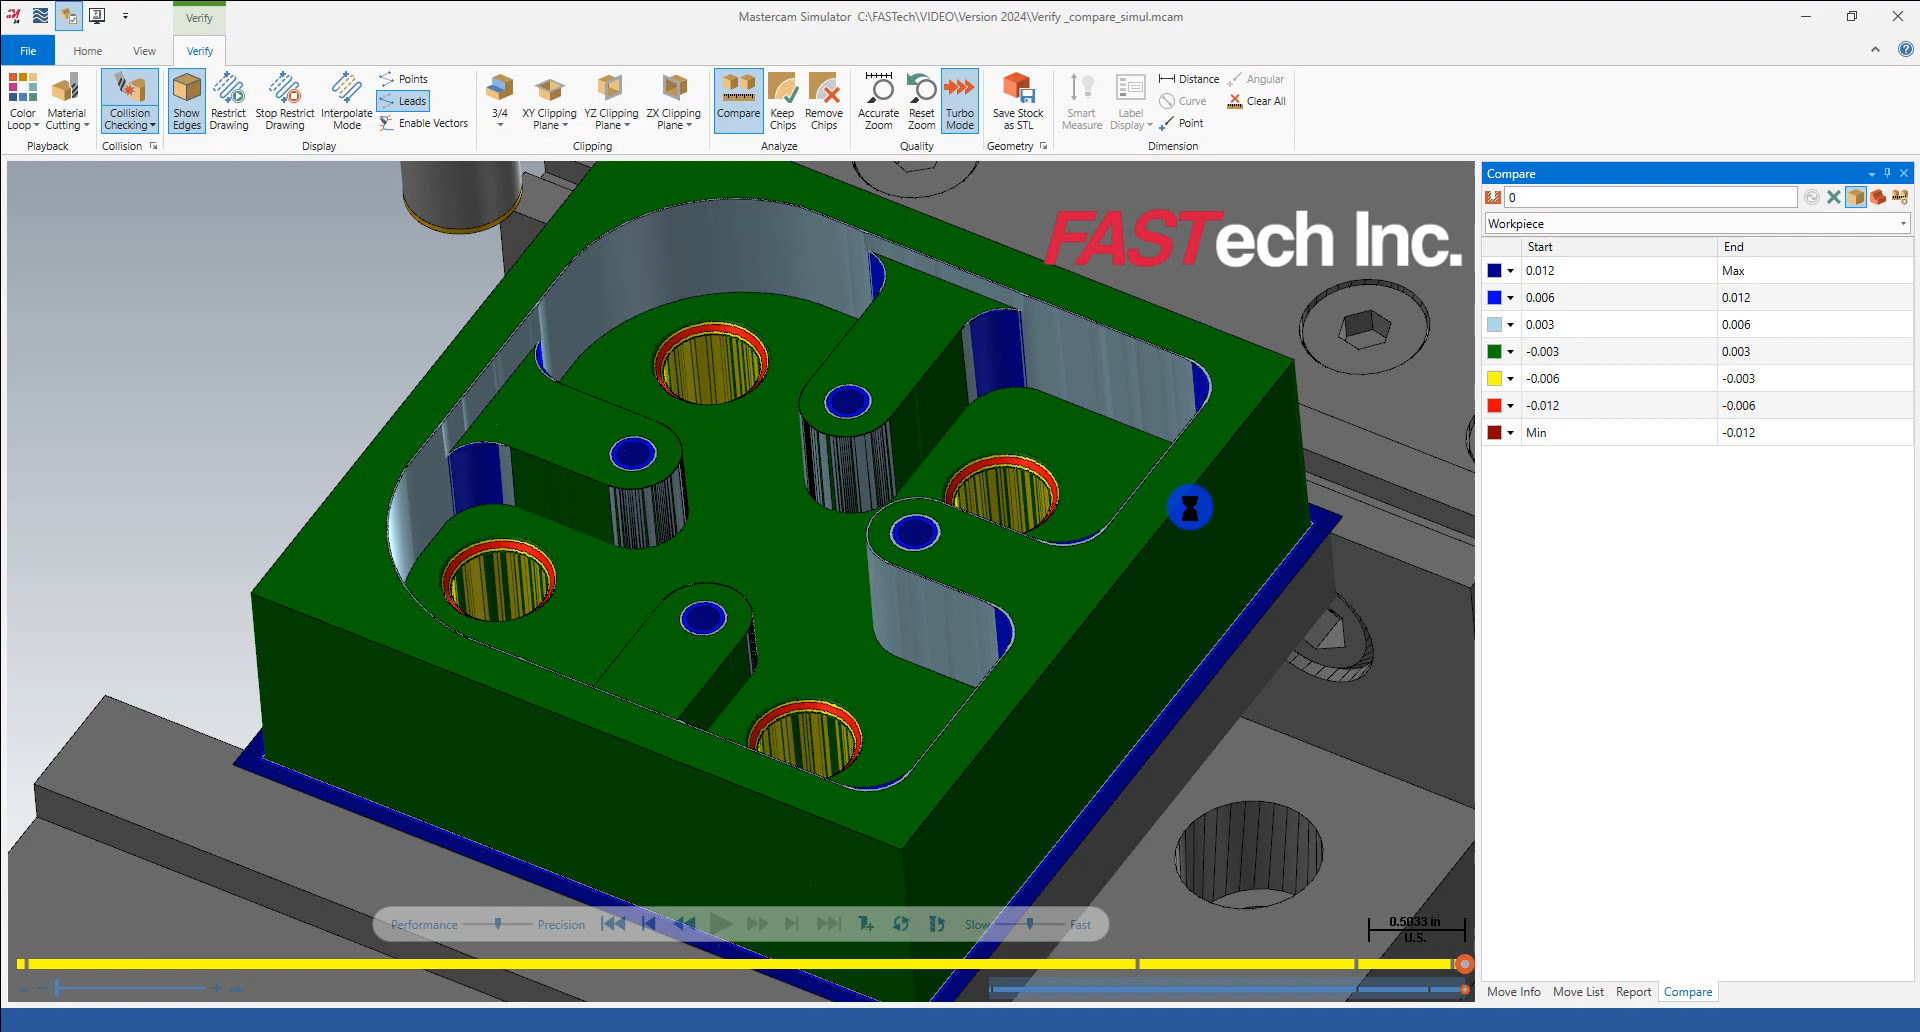 Verify
Mastercam Simulator C:\FASTech\VIDEO\Version 2024\Verify _compare_simul.mcam
File Home View Verify
Color Loop
Material Cutting
Playback
Collision Checking
Collision
Show Edges
Restrict Drawing
Stop Restrict Drawing
Interpolate Mode
Points
Leads
Enable Vectors
Display
3/4
XY Clipping Plane
YZ Clipping Plane
ZX Clipping Plane
Clipping
Compare
Keep Chips
Remove Chips
Analyze
Accurate Zoom
Reset Zoom
Turbo Mode
Quality
Save Stock as STL
Geometry
Smart Measure
Label Display
Distance
Curve
Point
Angular
Clear All
Dimension
FASTech Inc.
Compare
0
Workpiece
Start End
0.012 Max
0.006 0.012
0.003 0.006
-0.003 0.003
-0.006 -0.003
-0.012 -0.006
Min -0.012
Performance Precision Slow Fast
0.5033 in
U.S.
Move Info Move List Report Compare